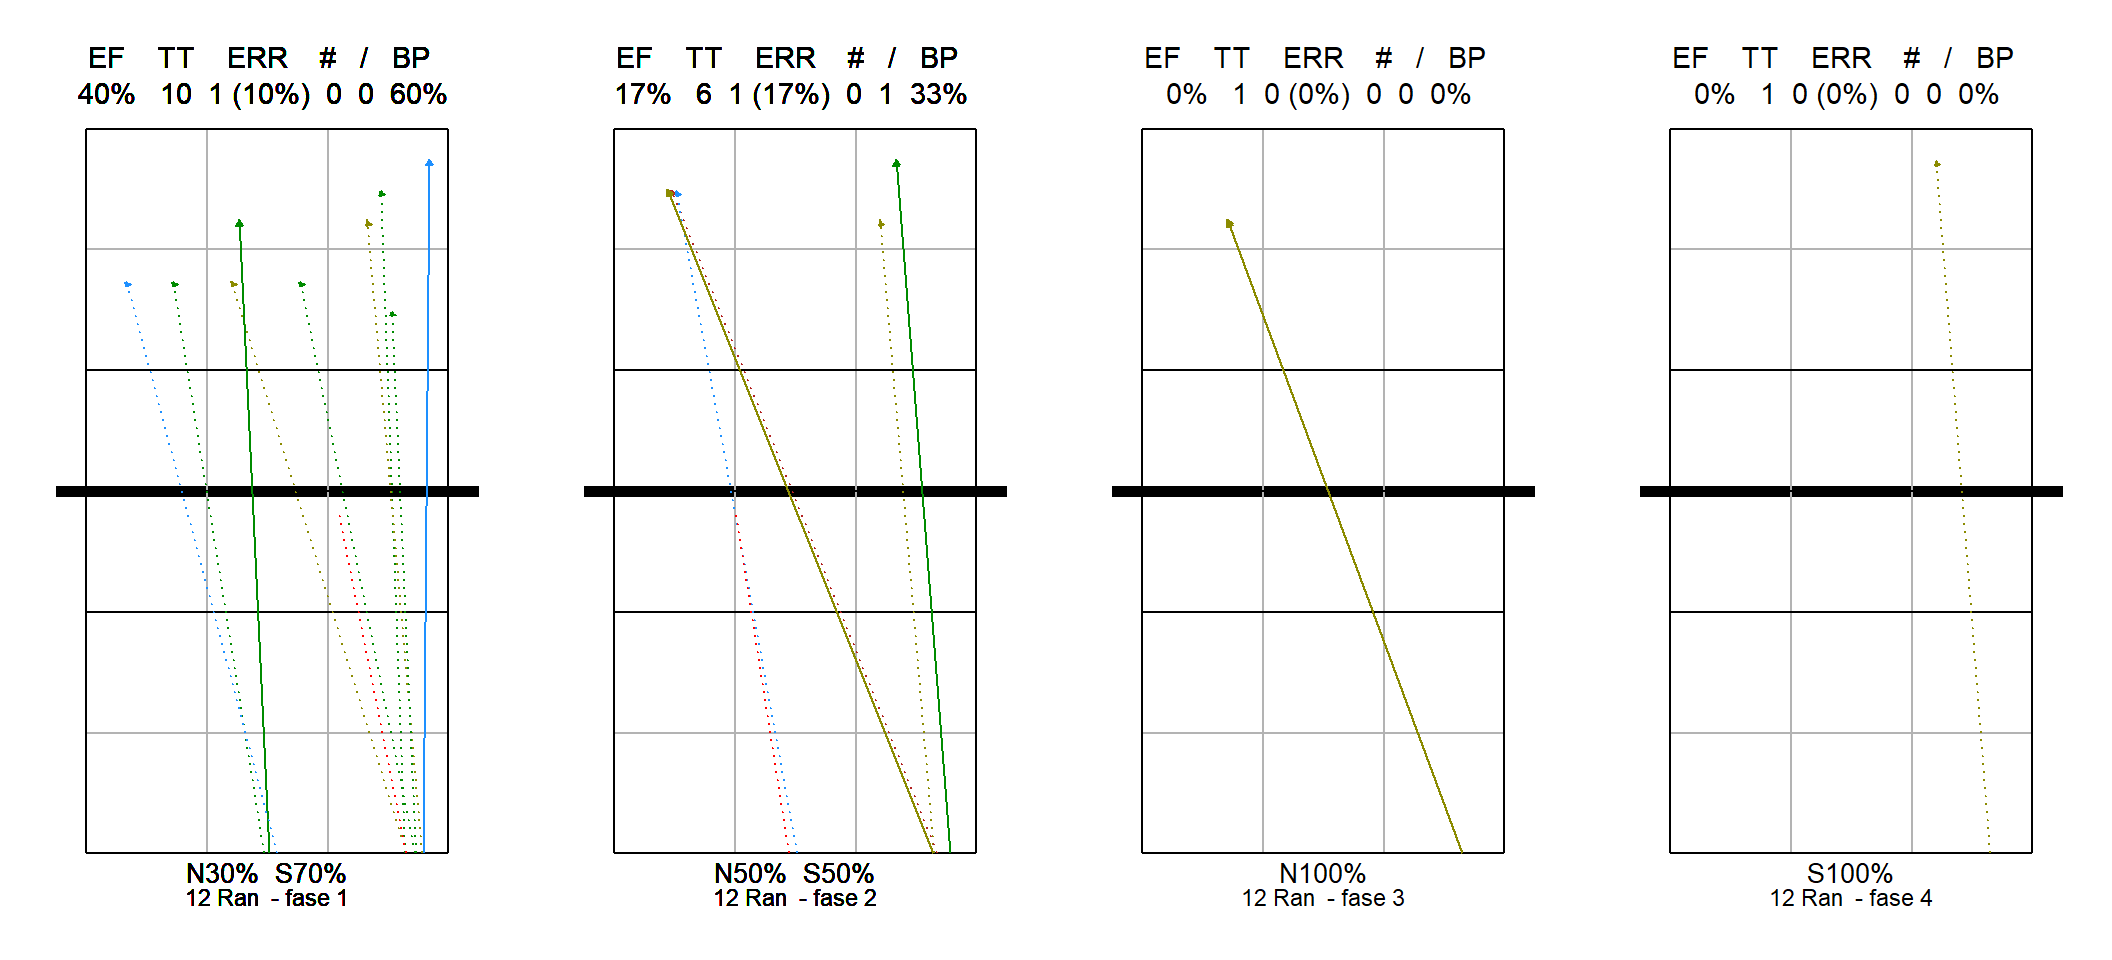 EF TT ERR # / BP
40% 10 1 (10%) 0 0 60%
N30% S70%
12 Ran - fase 1
EF TT ERR # / BP
17% 6 1 (17%) 0 1 33%
N50% S50%
12 Ran - fase 2
EF TT ERR # / BP
0% 1 0 (0%) 0 0 0%
N100%
12 Ran - fase 3
EF TT ERR # / BP
0% 1 0 (0%) 0 0 0%
S100%
12 Ran - fase 4